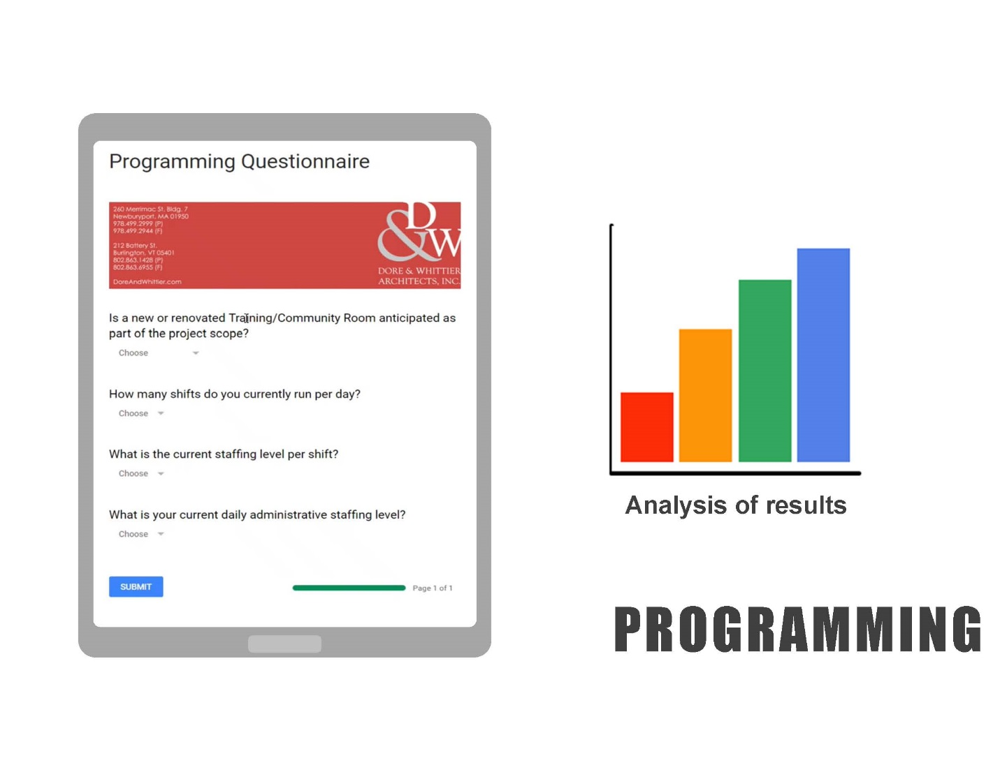 Programming Questionnaire
260 Merrimac St. Bldg. 7
Newburyport, MA 01950
978.499.2999 (P)
978.499.2944 (F)
212 Battery St.
Burlington, VT 05401
802.863.1428 (P)
802.863.6955 (F)
DoreAndWhittier.com
D
&W
DORE & WHITTIER
ARCHITECTS, INC.
Is a new or renovated Training/Community Room anticipated as
part of the project scope?
Choose
How many shifts do you currently run per day?
Choose
What is the current staffing level per shift?
Choose
What is your current daily administrative staffing level?
Choose
SUBMIT
Page 1 of 1
Analysis of results
PROGRAMMING